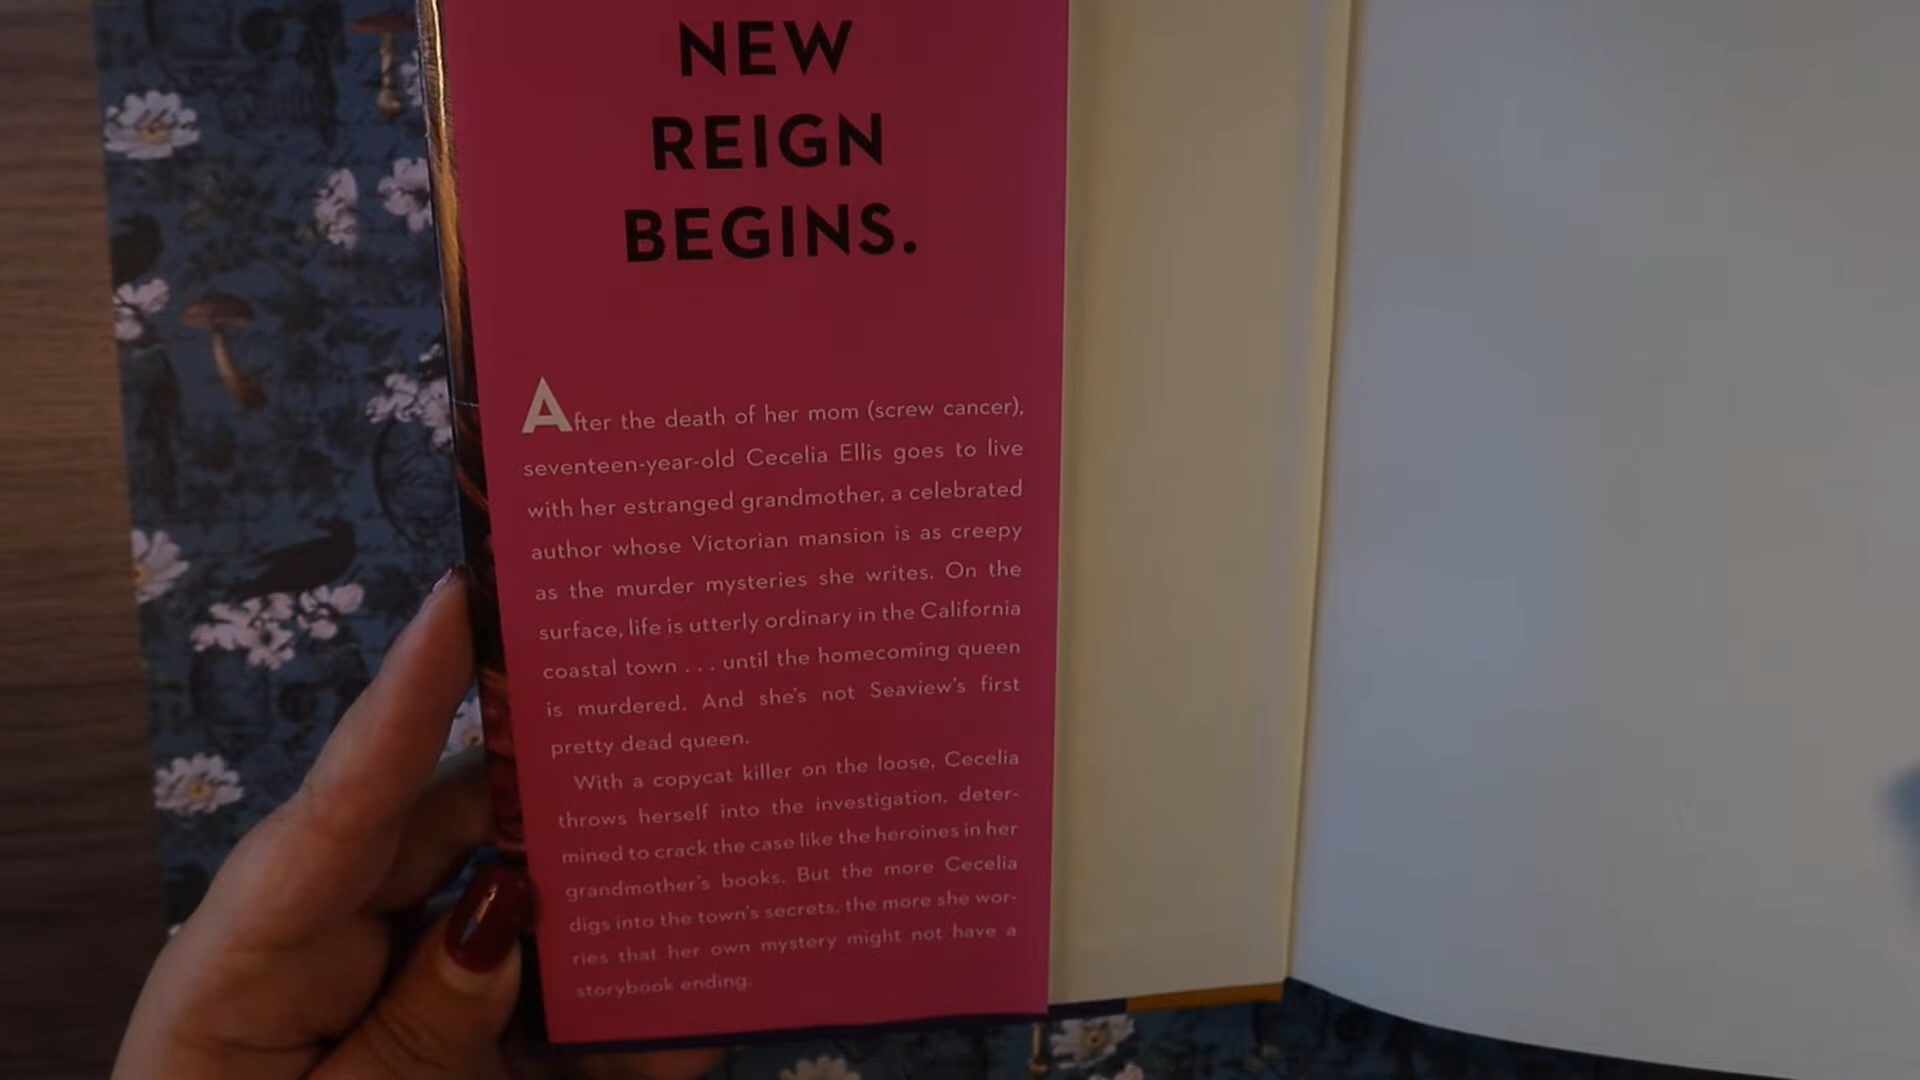 NEW
REIGN
BEGINS.
After the death of her mom (screw cancer),
seventeen-year-old Cecelia Ellis goes to live
with her estranged grandmother, a celebrated
author whose Victorian mansion is as creepy
as the murder mysteries she writes. On the
surface, life is utterly ordinary in the California
coastal town . . . until the homecoming queen
is murdered. And she's not Seaview's first
pretty dead queen.
With a copycat killer on the loose, Cecelia
throws herself into the investigation, deter-
mined to crack the case like the heroines in her
grandmother's books. But the more Cecelia
digs into the town's secrets, the more she wor-
ries that her own mystery might not have a
storybook ending.